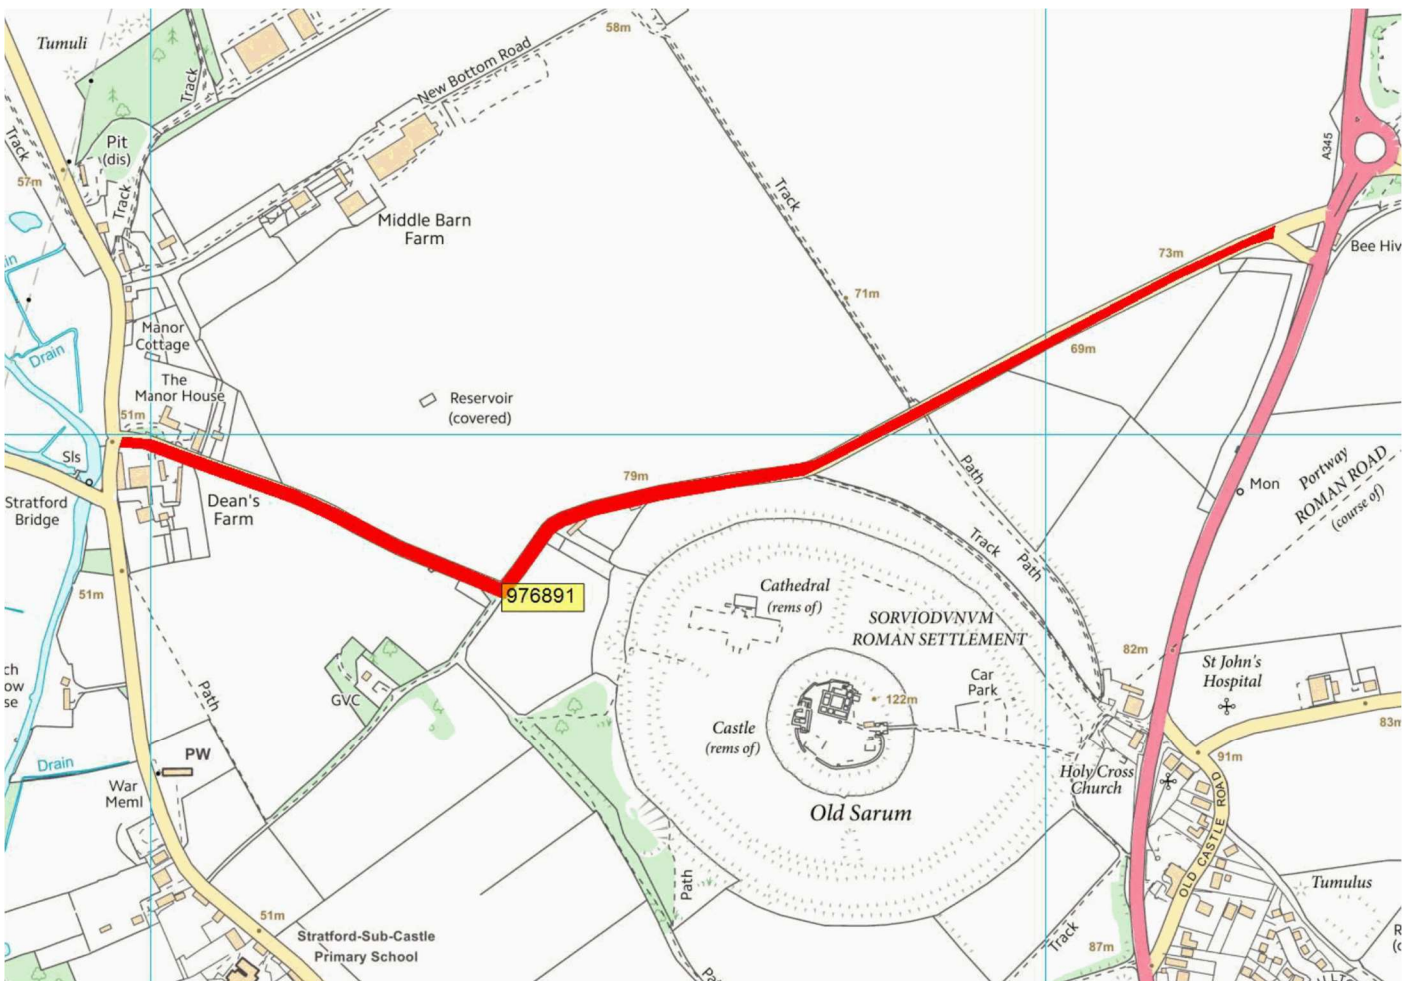 58m
Tumuli
Track
New Bottom Road
A345
Track
Pit
(dis)
57m
Track
Track
Middle Barn
Farm
73m
Bee Hiv
in
71m
Manor
Cottage
Drain
69m
The
Manor House
Reservoir
(covered)
51m
Sls
79m
Path
Portway
ROMAN ROAD
(course of)
Mon
Stratford
Bridge
Dean's
Farm
Track
Path
Cathedral
(rems of)
976891
51m
SORVIODVNVM
ROMAN SETTLEMENT
82m
St John's
Hospital
Car
Park
Path
GVC
122m
Castle
(rems of)
83m
PW
Drain
91m
War
Meml
Holy Cross
Church
Old Sarum
OLD CASTLE ROAD
Tumulus
Path
51m
Stratford-Sub-Castle
Primary School
Track
87m